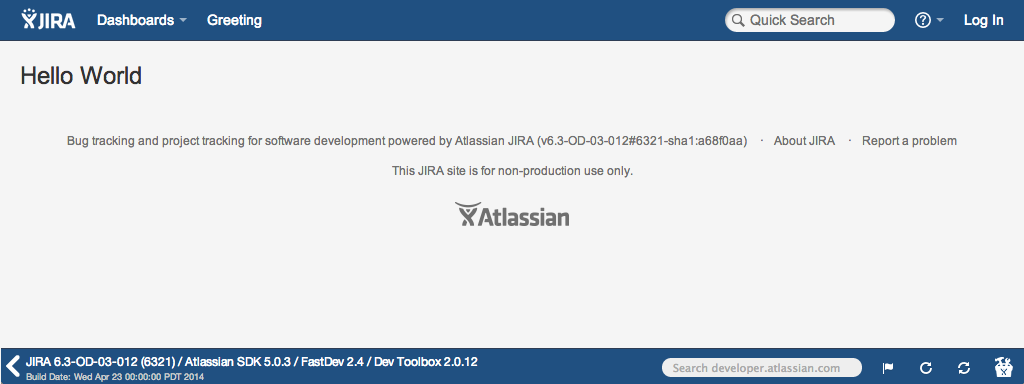 JIRA Dashboards Greeting Quick Search ? Log In
Hello World
Bug tracking and project tracking for software development powered by Atlassian JIRA (v6.3-OD-03-012#6321-sha1:a68f0aa) · About JIRA · Report a problem
This JIRA site is for non-production use only.
Atlassian
JIRA 6.3-OD-03-012 (6321) / Atlassian SDK 5.0.3 / FastDev 2.4 / Dev Toolbox 2.0.12
Build Date: Wed Apr 23 00:00:00 PDT 2014
Search developer.atlassian.com